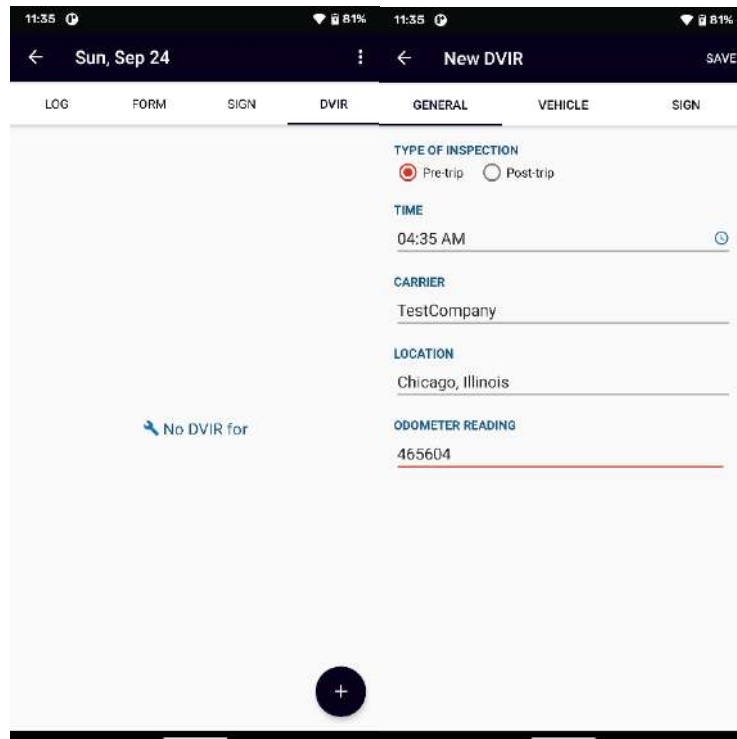 11:35 81%
Sun, Sep 24
LOG FORM SIGN DVIR
No DVIR for
+
11:35 81%
New DVIR SAVE
GENERAL VEHICLE SIGN
TYPE OF INSPECTION
Pre-trip Post-trip
TIME
04:35 AM
CARRIER
TestCompany
LOCATION
Chicago, Illinois
ODOMETER READING
465604